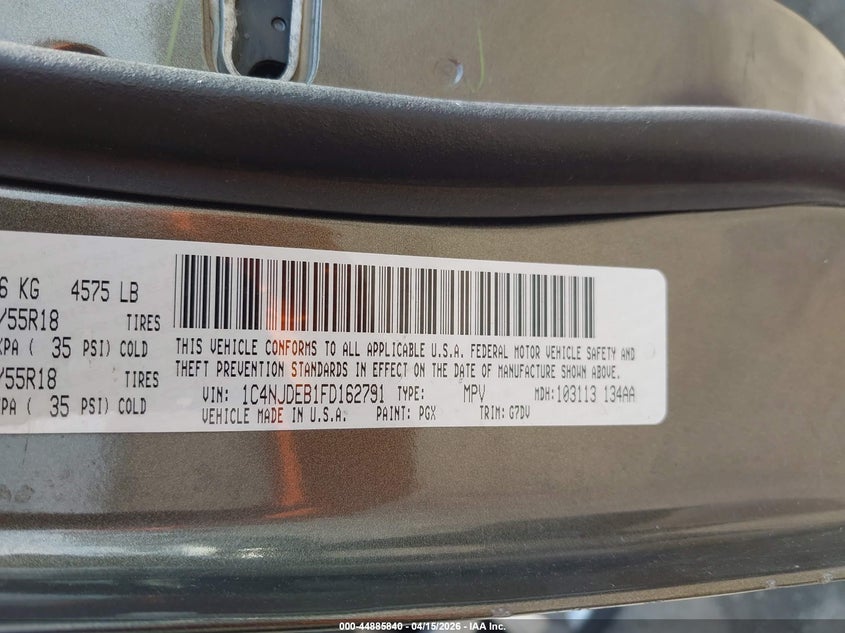 6 KG 4575 LB
/55R18 TIRES
KPA ( 35 PSI) COLD
/55R18 TIRES
PA ( 35 PSI) COLD
THIS VEHICLE CONFORMS TO ALL APPLICABLE U.S.A. FEDERAL MOTOR VEHICLE SAFETY AND
THEFT PREVENTION STANDARDS IN EFFECT ON THE DATE OF MANUFACTURE SHOWN ABOVE.
VIN: 1C4NJDEB1FD162791 TYPE: MPV MDH:103113 134AA
VEHICLE MADE IN U.S.A. PAINT: PGX TRIM: G7DV
000-44885840 - 04/15/2026 - IAA Inc.